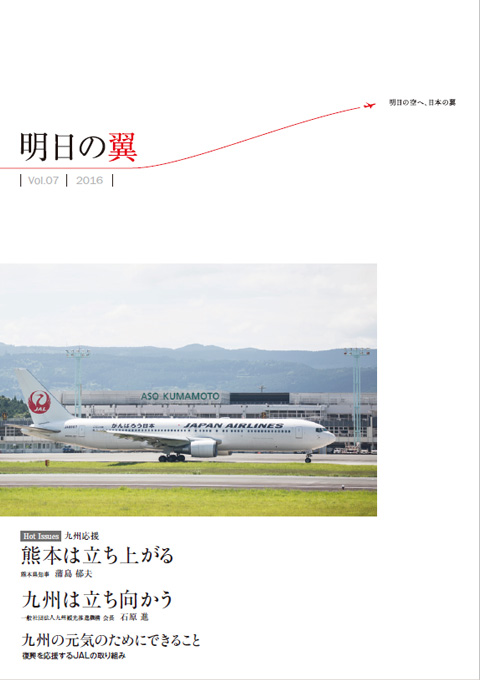 明日の空へ、日本の翼
明日の翼
Vol.07 2016
ASO KUMAMOTO
がんばろう日本 JAPAN AIRLINES
JAL
Hot Issues 九州応援
熊本は立ち上がる
熊本県知事 蒲島 郁夫
九州は立ち向かう
一般社団法人九州観光推進機構 会長 石原 進
九州の元気のためにできること
復興を応援するJALの取り組み